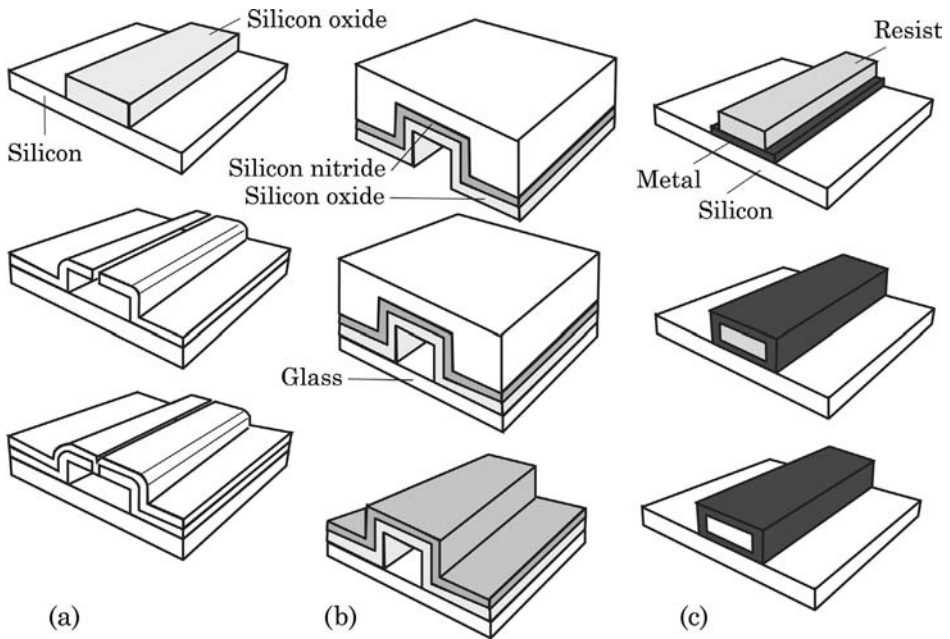 Silicon oxide
Silicon
(a)
Silicon nitride
Silicon oxide
Glass
(b)
Resist
Metal
Silicon
(c)